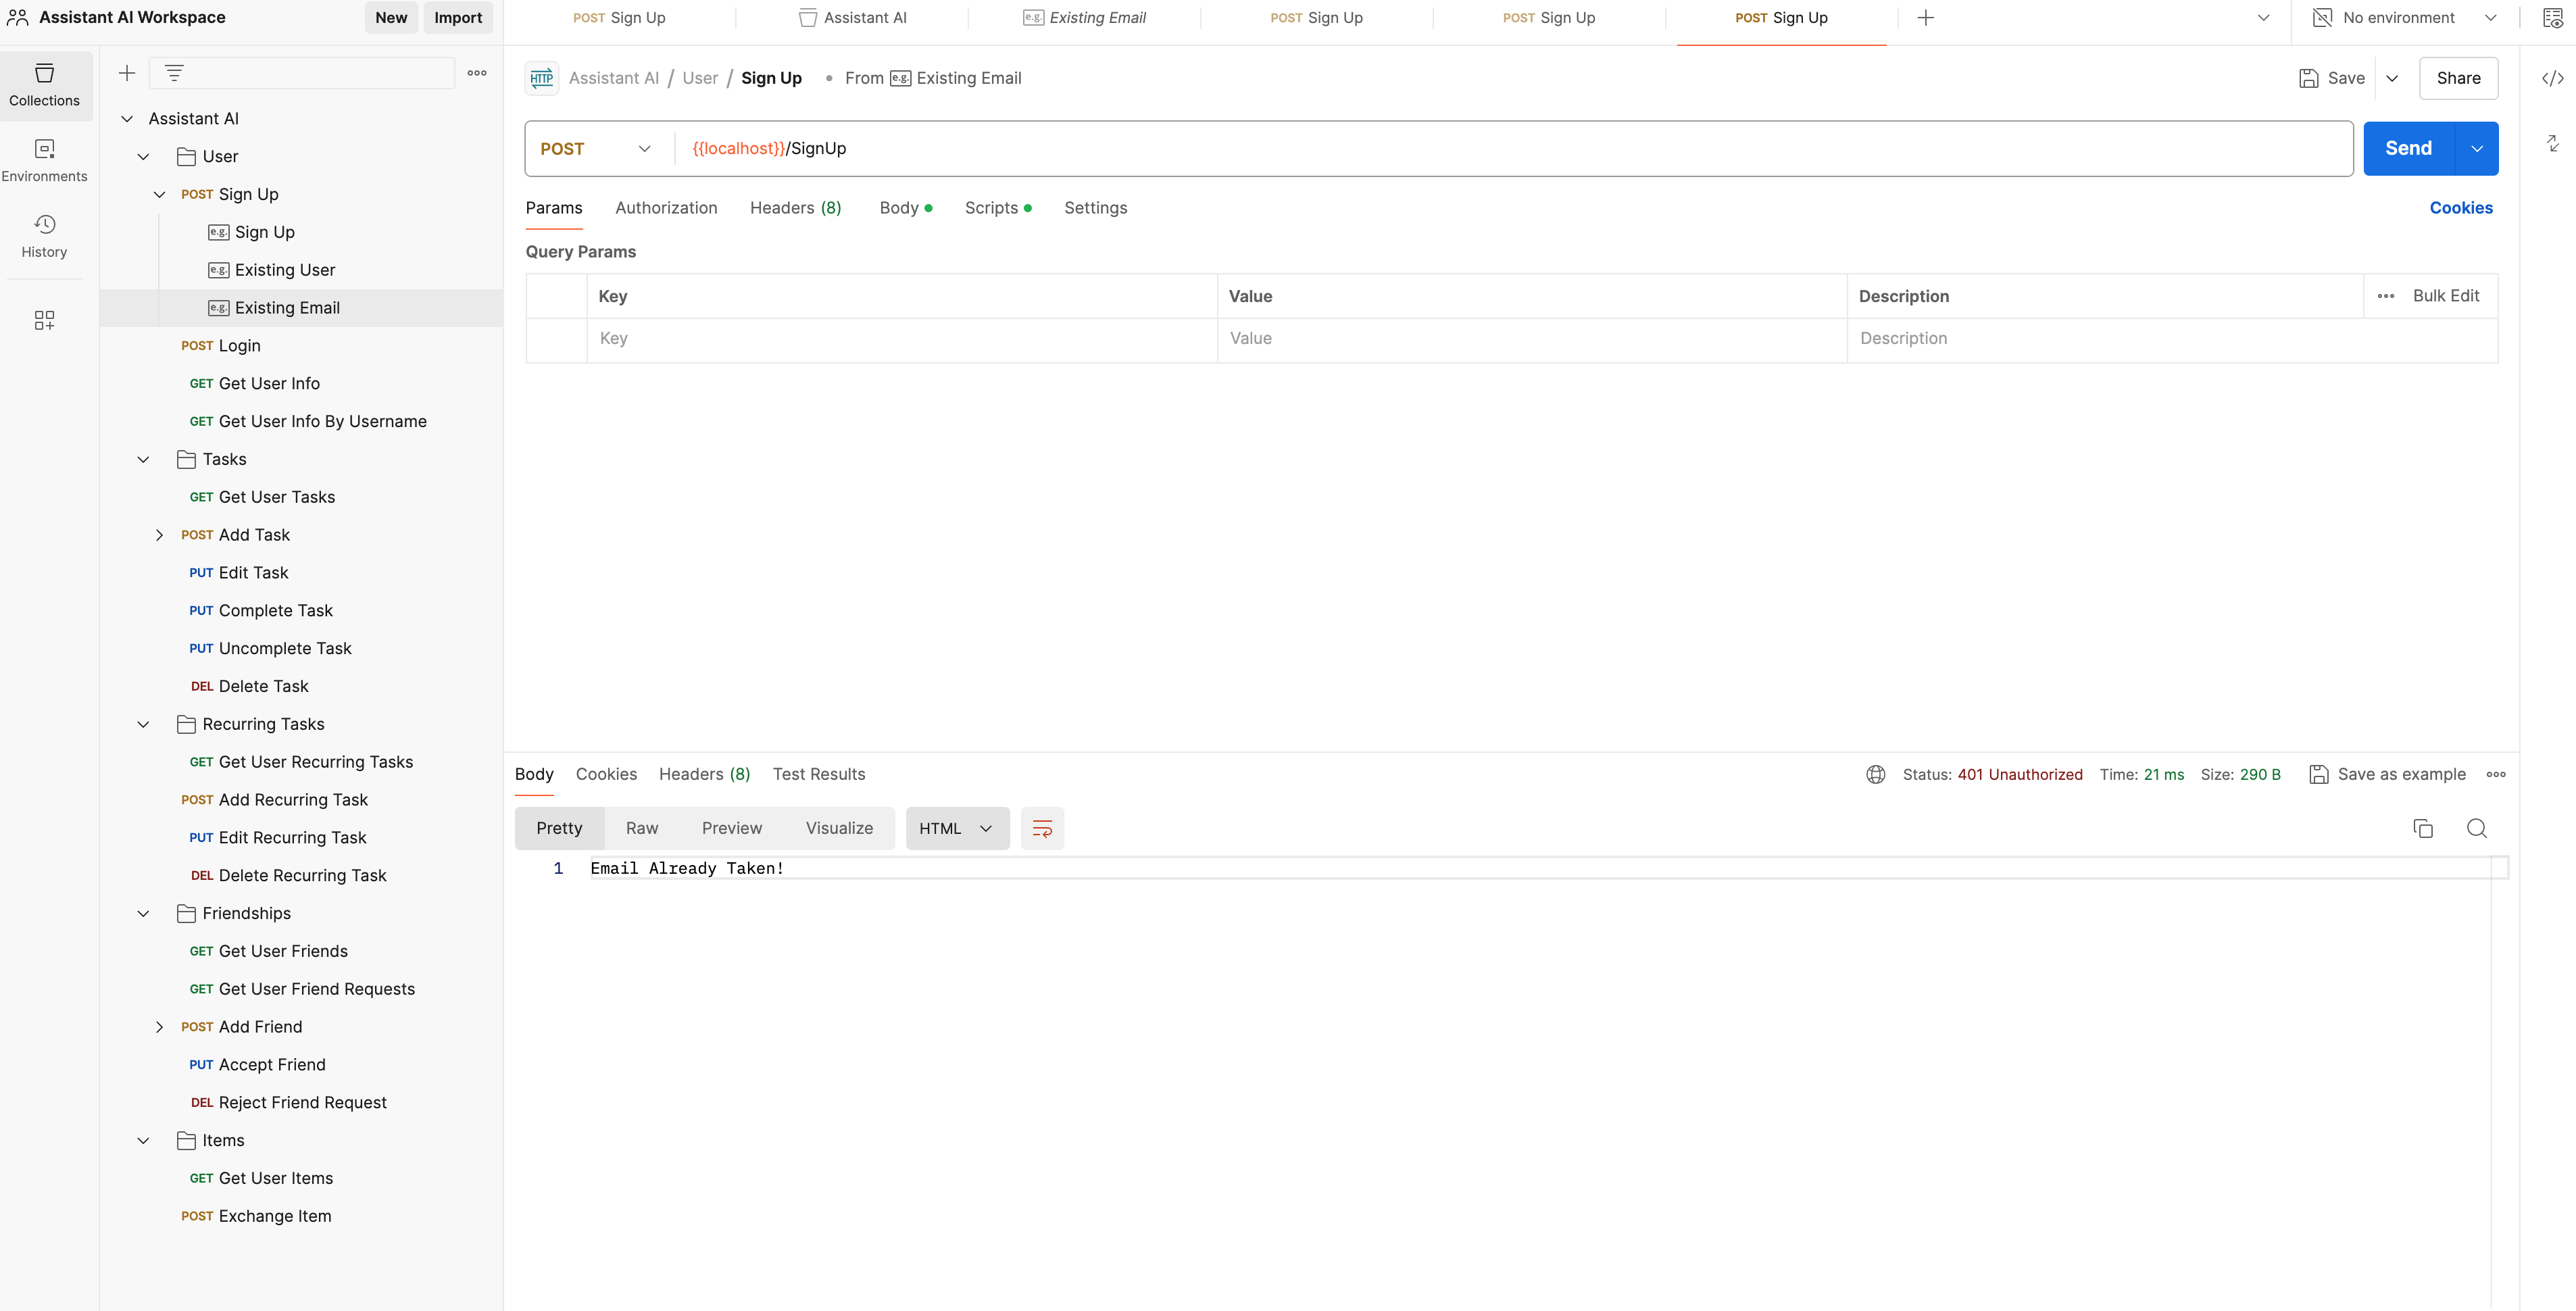 Assistant AI Workspace
New
Import
POST Sign Up
Assistant AI
e.g. Existing Email
POST Sign Up
POST Sign Up
POST Sign Up
No environment
Collections
Environments
History
Assistant AI
User
POST Sign Up
e.g. Sign Up
e.g. Existing User
e.g. Existing Email
POST Login
GET Get User Info
GET Get User Info By Username
Tasks
GET Get User Tasks
POST Add Task
PUT Edit Task
PUT Complete Task
PUT Uncomplete Task
DEL Delete Task
Recurring Tasks
GET Get User Recurring Tasks
POST Add Recurring Task
PUT Edit Recurring Task
DEL Delete Recurring Task
Friendships
GET Get User Friends
GET Get User Friend Requests
POST Add Friend
PUT Accept Friend
DEL Reject Friend Request
Items
GET Get User Items
POST Exchange Item
HTTP Assistant AI / User / Sign Up • From e.g. Existing Email
Save
Share
</>
POST {{localhost}}/SignUp
Send
Params Authorization Headers (8) Body Scripts Settings
Cookies
Query Params
Key Value Description ••• Bulk Edit
Key Value Description
Body Cookies Headers (8) Test Results
Status: 401 Unauthorized Time: 21 ms Size: 290 B
Save as example
Pretty Raw Preview Visualize HTML
1 Email Already Taken!